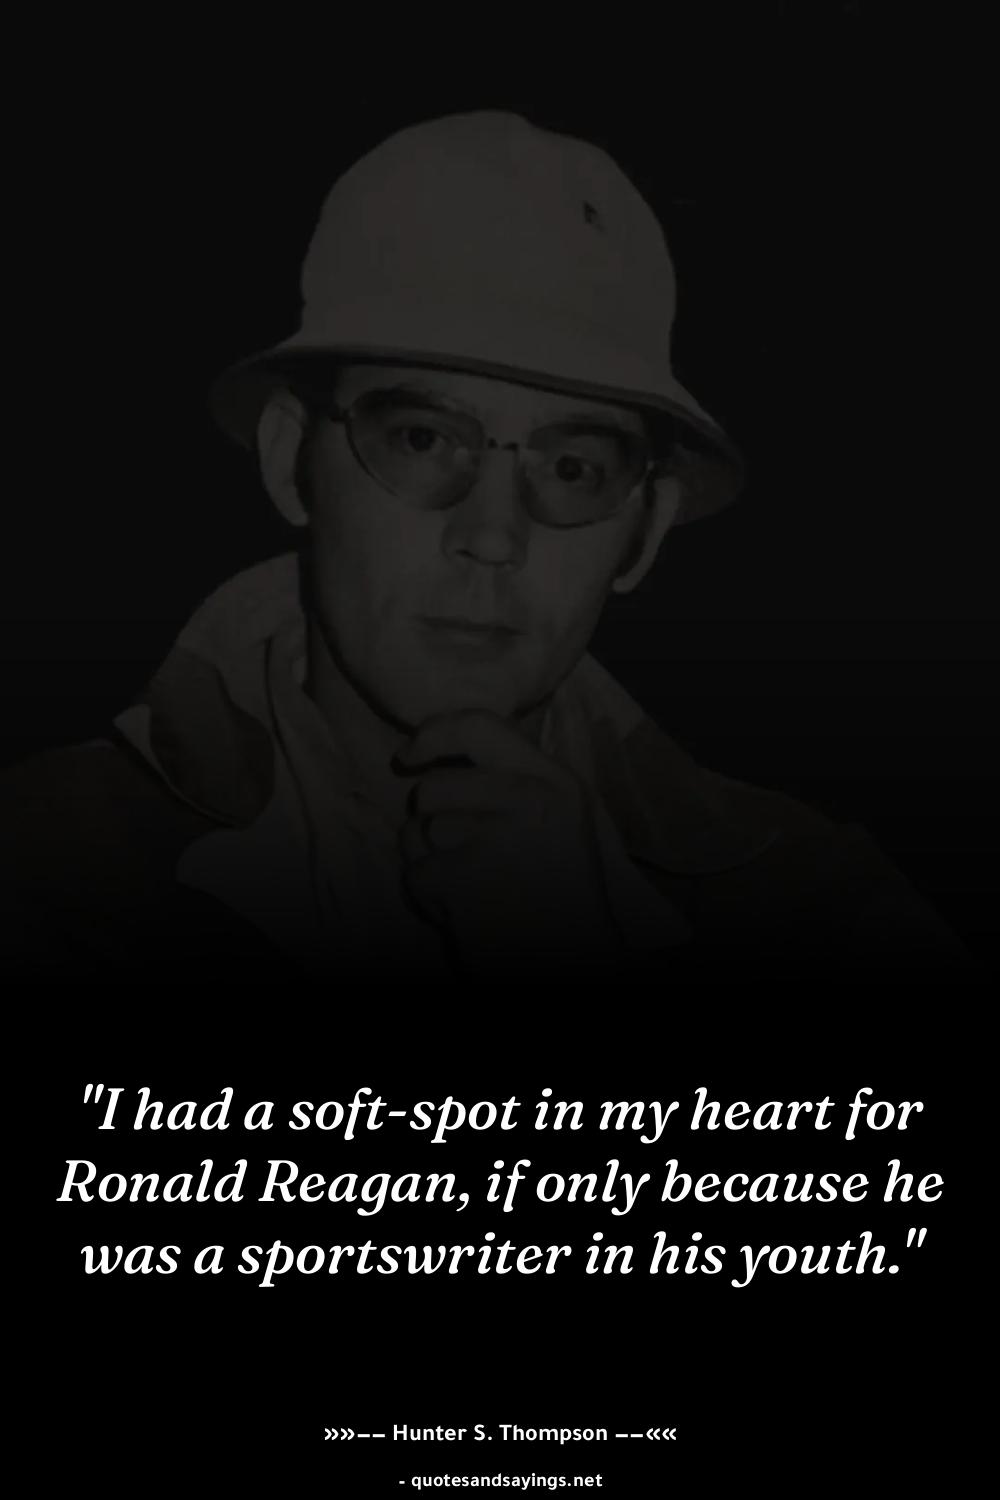 "I had a soft-spot in my heart for
Ronald Reagan, if only because he
was a sportswriter in his youth."
»»−− Hunter S. Thompson −−««
- quotesandsayings.net